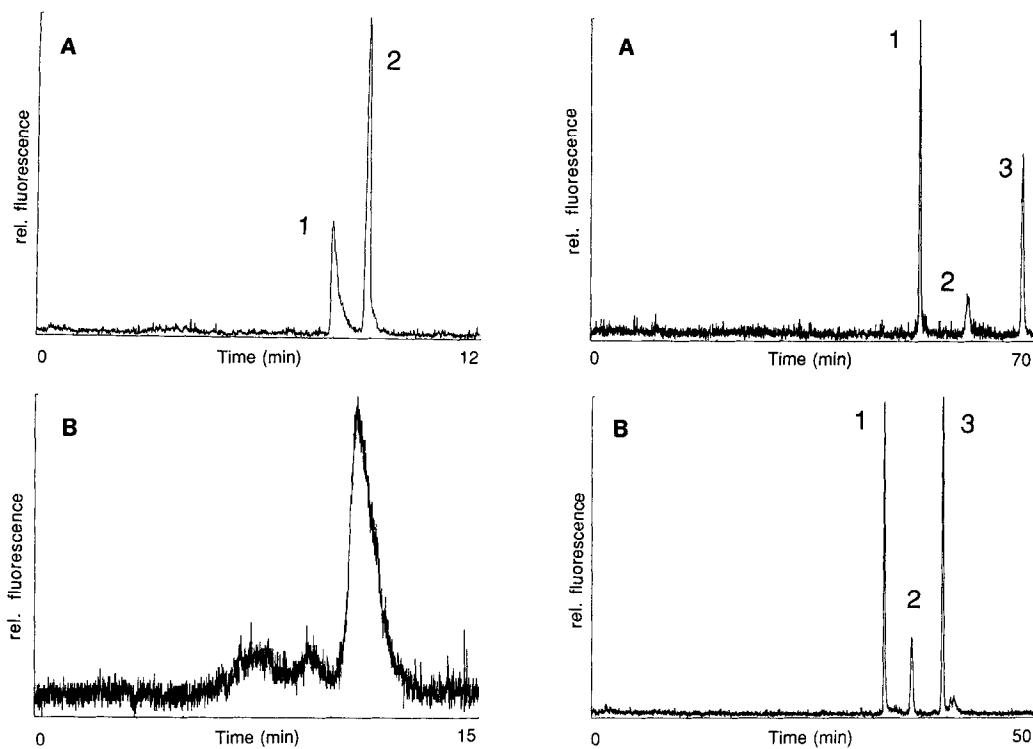 A
2
1
rel. fluorescence
0 Time (min) 12
A
1
3
2
rel. fluorescence
0 Time (min) 70
B
rel. fluorescence
0 Time (min) 15
B
1
3
2
rel. fluorescence
0 Time (min) 50